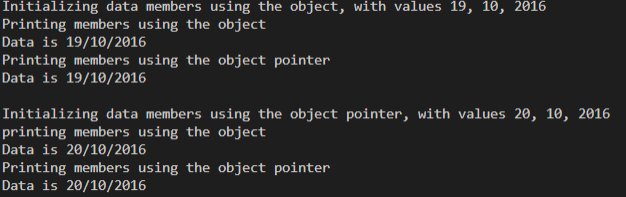 Initializing data members using the object, with values 19, 10, 2016
Printing members using the object
Data is 19/10/2016
Printing members using the object pointer
Data is 19/10/2016
Initializing data members using the object pointer, with values 20, 10, 2016
printing members using the object
Data is 20/10/2016
Printing members using the object pointer
Data is 20/10/2016